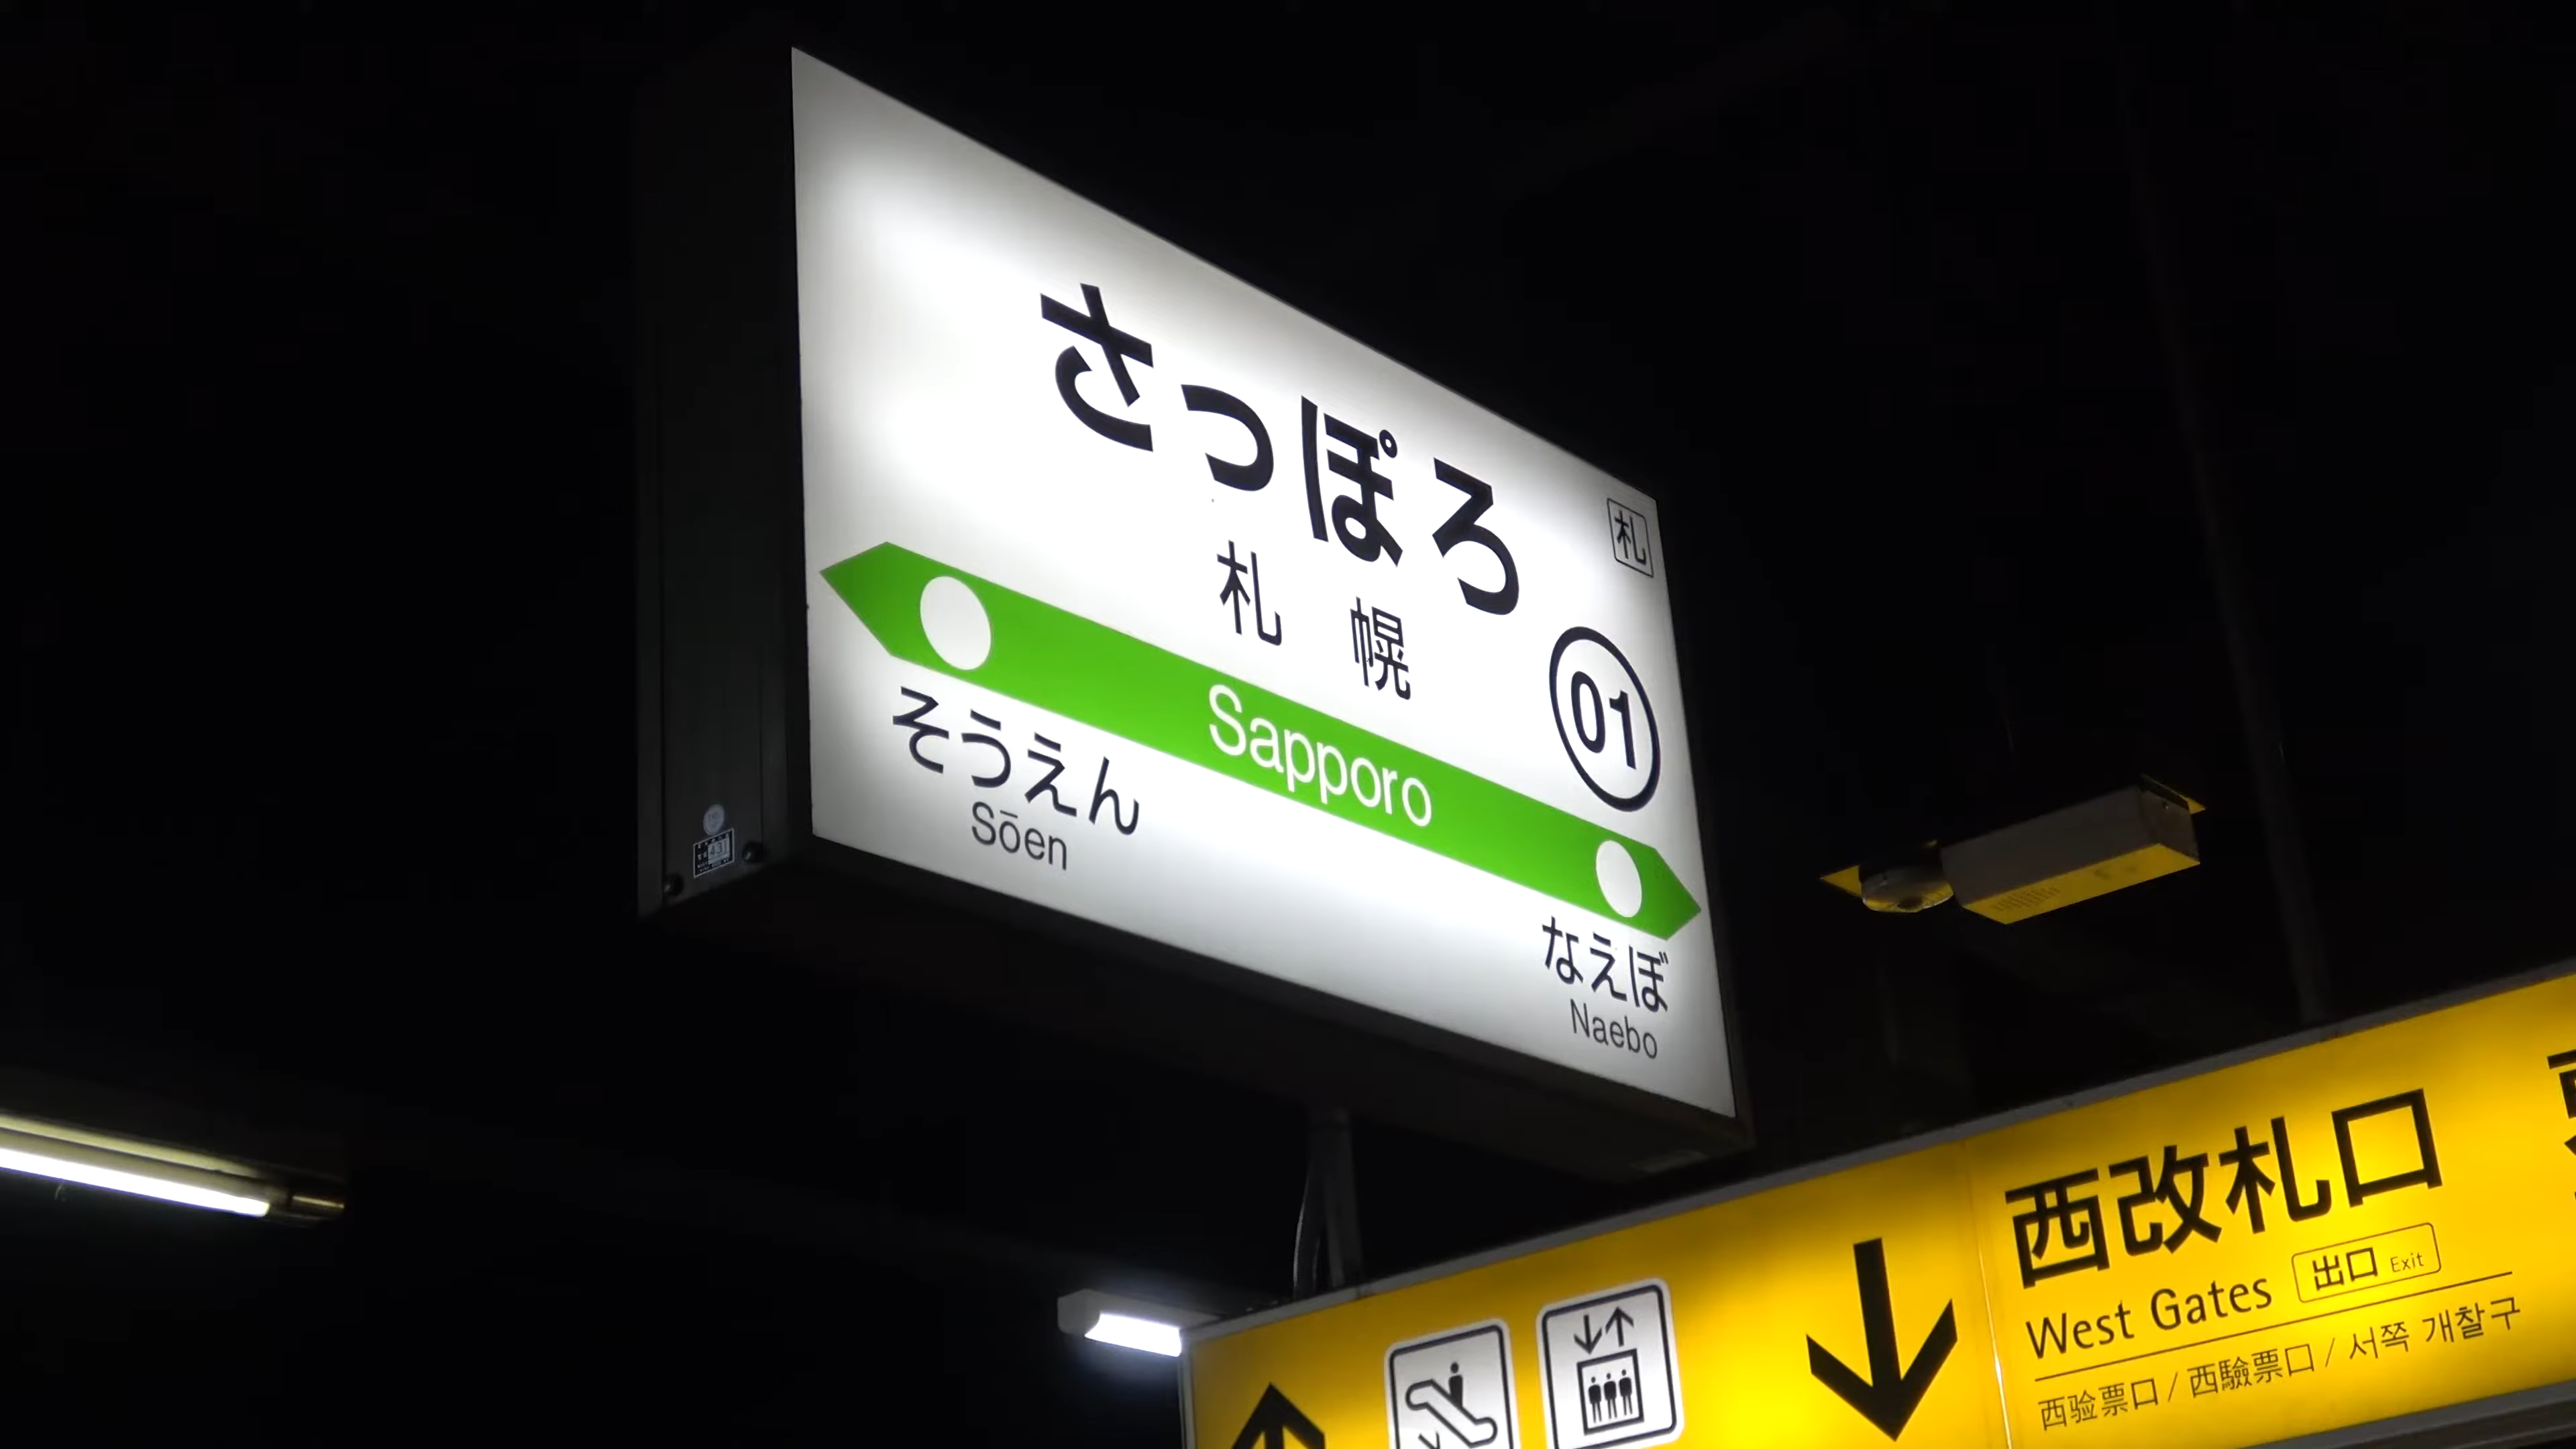 さっぽろ
札
札幌
01
Sapporo
そうえん
Sōen
なえぼ
Naebo
西改札口
West Gates 出口 Exit
西验票口 / 西驗票口 / 서쪽 개찰구